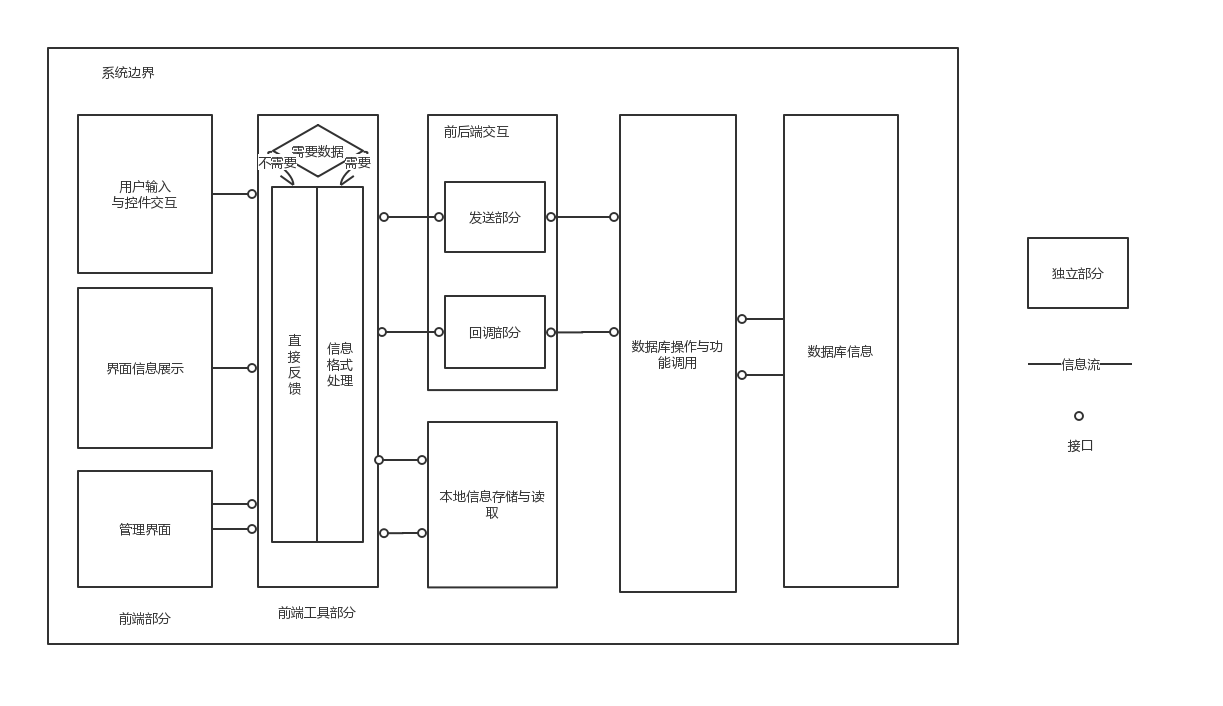 系统边界
用户输入
与控件交互
界面信息展示
管理界面
前端部分
需要数据
不需要
需要
直
接
反
馈
信息
格式
处理
前端工具部分
前后端交互
发送部分
回调部分
本地信息存储与读
取
数据库操作与功
能调用
数据库信息
独立部分
信息流
接口